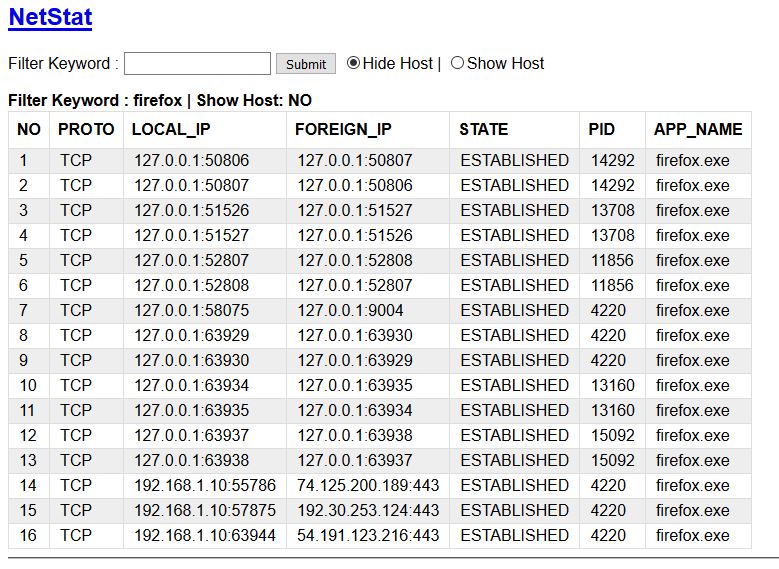 NetStat
Filter Keyword : Submit Hide Host | Show Host
Filter Keyword : firefox | Show Host: NO
NO PROTO LOCAL_IP FOREIGN_IP STATE PID APP_NAME
1 TCP 127.0.0.1:50806 127.0.0.1:50807 ESTABLISHED 14292 firefox.exe
2 TCP 127.0.0.1:50807 127.0.0.1:50806 ESTABLISHED 14292 firefox.exe
3 TCP 127.0.0.1:51526 127.0.0.1:51527 ESTABLISHED 13708 firefox.exe
4 TCP 127.0.0.1:51527 127.0.0.1:51526 ESTABLISHED 13708 firefox.exe
5 TCP 127.0.0.1:52807 127.0.0.1:52808 ESTABLISHED 11856 firefox.exe
6 TCP 127.0.0.1:52808 127.0.0.1:52807 ESTABLISHED 11856 firefox.exe
7 TCP 127.0.0.1:58075 127.0.0.1:9004 ESTABLISHED 4220 firefox.exe
8 TCP 127.0.0.1:63929 127.0.0.1:63930 ESTABLISHED 4220 firefox.exe
9 TCP 127.0.0.1:63930 127.0.0.1:63929 ESTABLISHED 4220 firefox.exe
10 TCP 127.0.0.1:63934 127.0.0.1:63935 ESTABLISHED 13160 firefox.exe
11 TCP 127.0.0.1:63935 127.0.0.1:63934 ESTABLISHED 13160 firefox.exe
12 TCP 127.0.0.1:63937 127.0.0.1:63938 ESTABLISHED 15092 firefox.exe
13 TCP 127.0.0.1:63938 127.0.0.1:63937 ESTABLISHED 15092 firefox.exe
14 TCP 192.168.1.10:55786 74.125.200.189:443 ESTABLISHED 4220 firefox.exe
15 TCP 192.168.1.10:57875 192.30.253.124:443 ESTABLISHED 4220 firefox.exe
16 TCP 192.168.1.10:63944 54.191.123.216:443 ESTABLISHED 4220 firefox.exe